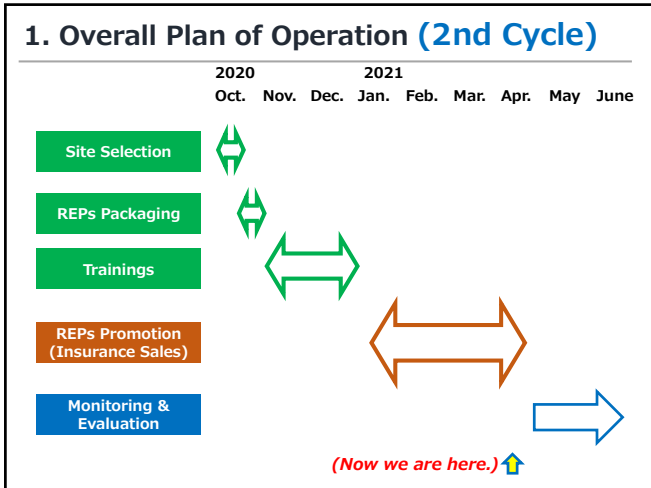 1. Overall Plan of Operation (2nd Cycle)
2020 2021
Oct. Nov. Dec. Jan. Feb. Mar. Apr. May June
Site Selection
REPs Packaging
Trainings
REPs Promotion
(Insurance Sales)
Monitoring &
Evaluation
(Now we are here.)